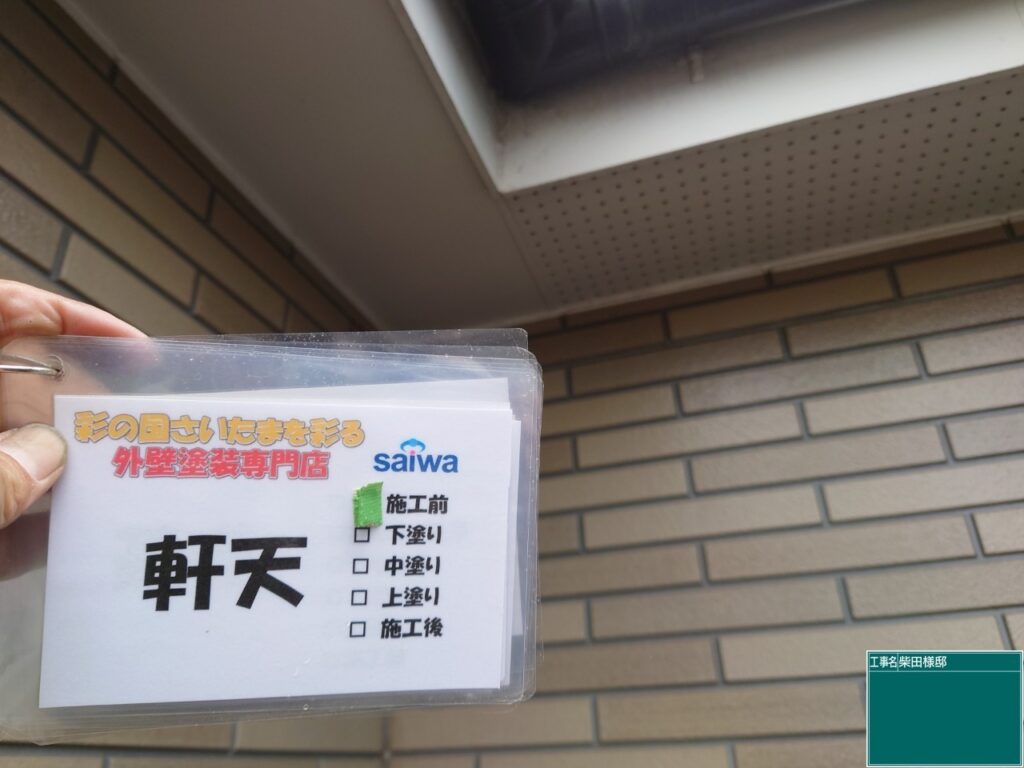 彩の国さいたまを彩る
外壁塗装専門店
saiwa
軒天
施工前
□ 下塗り
□ 中塗り
□ 上塗り
□ 施工後
工事名 柴田様邸